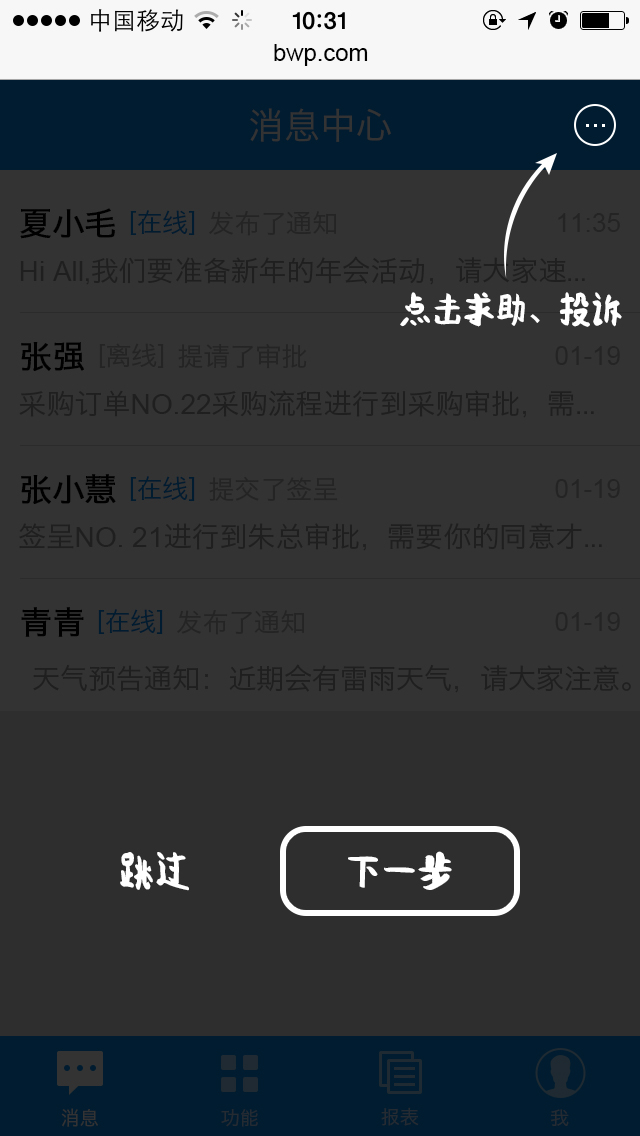 中国移动 10:31
bwp.com
消息中心
夏小毛 [在线] 发布了通知 11:35
Hi All,我们要准备新年的年会活动，请大家速...
点击求助、投诉
张强 [离线] 提请了审批 01-19
采购订单NO.22采购流程进行到采购审批，需...
张小慧 [在线] 提交了签呈 01-19
签呈NO. 21进行到朱总审批，需要你的同意才...
青青 [在线] 发布了通知 01-19
天气预告通知：近期会有雷雨天气，请大家注意。
跳过 下一步
消息 功能 报表 我